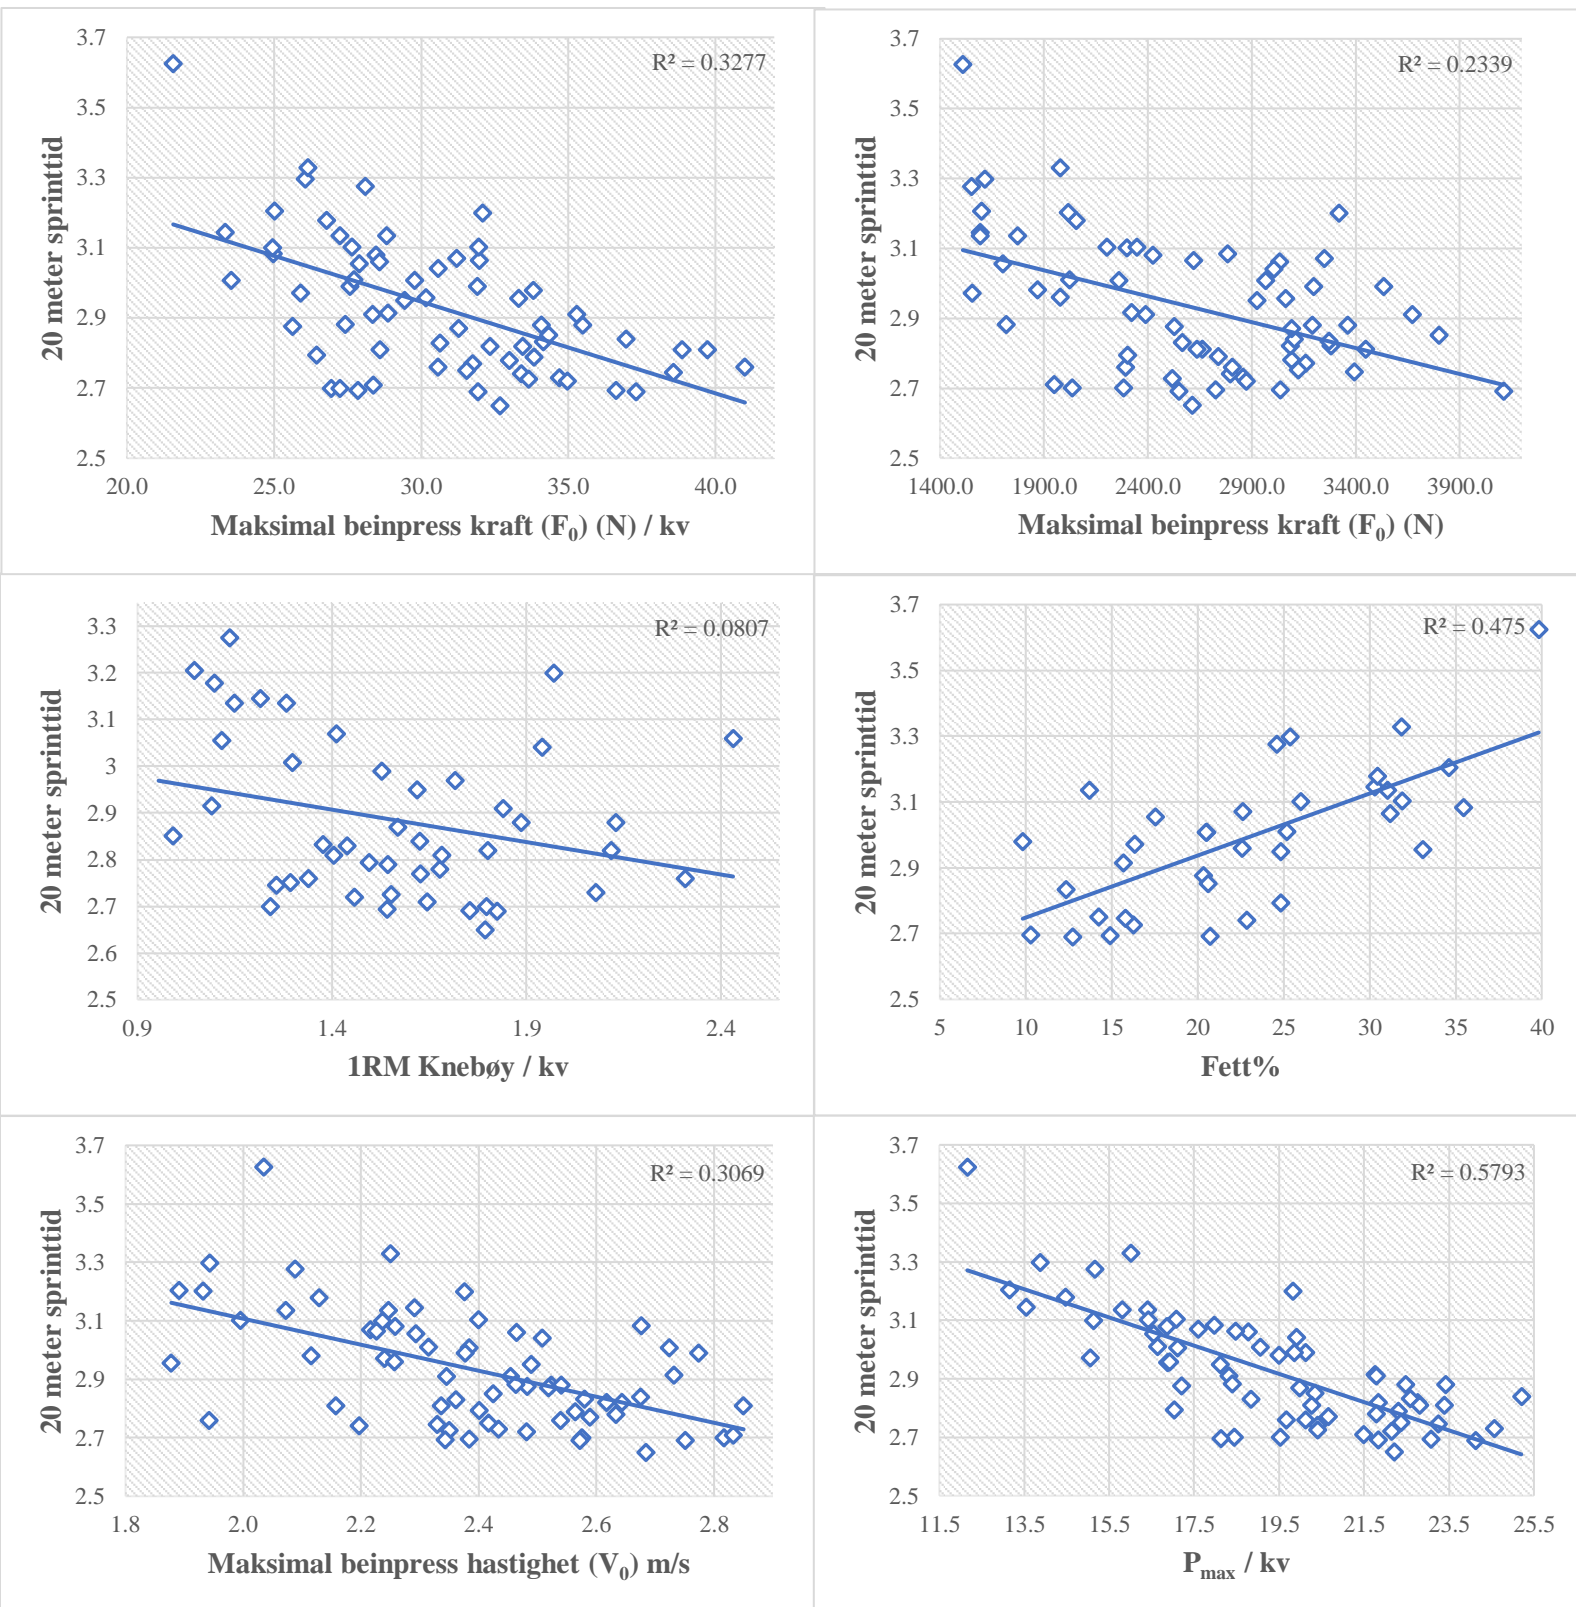 3.7
3.5
3.3
3.1
2.9
2.7
2.5
20 meter sprinttid
R² = 0.3277
20.0 25.0 30.0 35.0 40.0
Maksimal beinpress kraft (F₀) (N) / kv
3.7
3.5
3.3
3.1
2.9
2.7
2.5
20 meter sprinttid
R² = 0.2339
1400.0 1900.0 2400.0 2900.0 3400.0 3900.0
Maksimal beinpress kraft (F₀) (N)
3.3
3.2
3.1
3
2.9
2.8
2.7
2.6
2.5
20 meter sprinttid
R² = 0.0807
0.9 1.4 1.9 2.4
1RM Knebøy / kv
3.7
3.5
3.3
3.1
2.9
2.7
2.5
20 meter sprinttid
R² = 0.475
5 10 15 20 25 30 35 40
Fett%
3.7
3.5
3.3
3.1
2.9
2.7
2.5
20 meter sprinttid
R² = 0.3069
1.8 2.0 2.2 2.4 2.6 2.8
Maksimal beinpress hastighet (V₀) m/s
3.7
3.5
3.3
3.1
2.9
2.7
2.5
20 meter sprinttid
R² = 0.5793
11.5 13.5 15.5 17.5 19.5 21.5 23.5 25.5
Pmax / kv